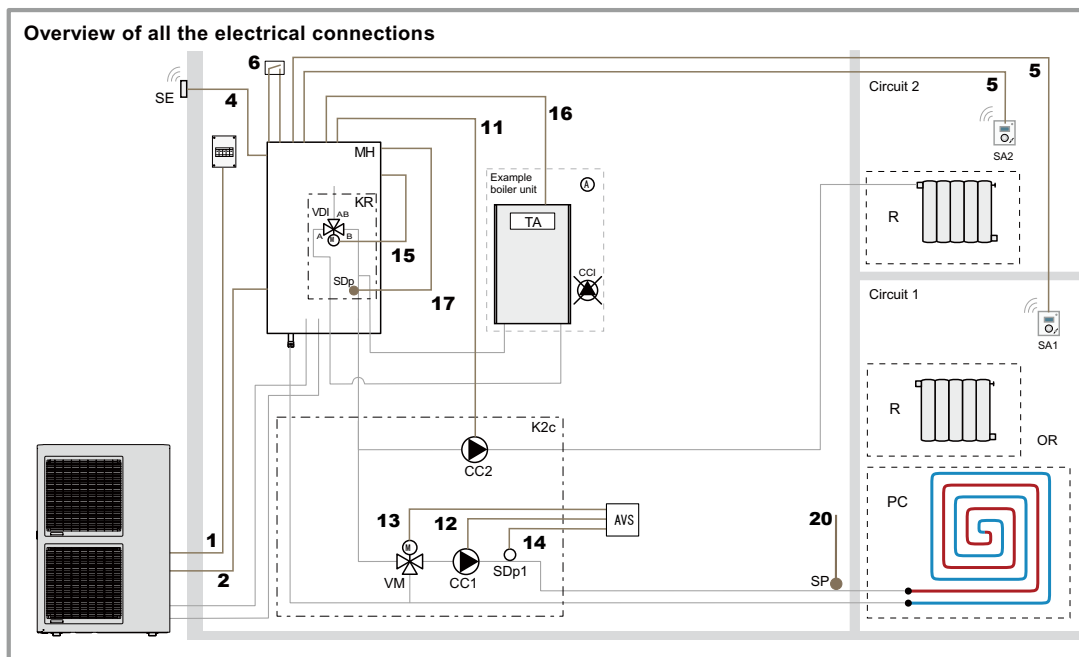 Overview of all the electrical connections
6
5
5
SE
4
16
Circuit 2
11
SA2
MH
Example
boiler unit
A
KR
VDI
AB
A
B
M
TA
R
15
SDp
CCI
17
Circuit 1
SA1
R
K2c
OR
CC2
PC
1
2
13
12
AVS
20
14
M
VM
CC1
SDp1
SP